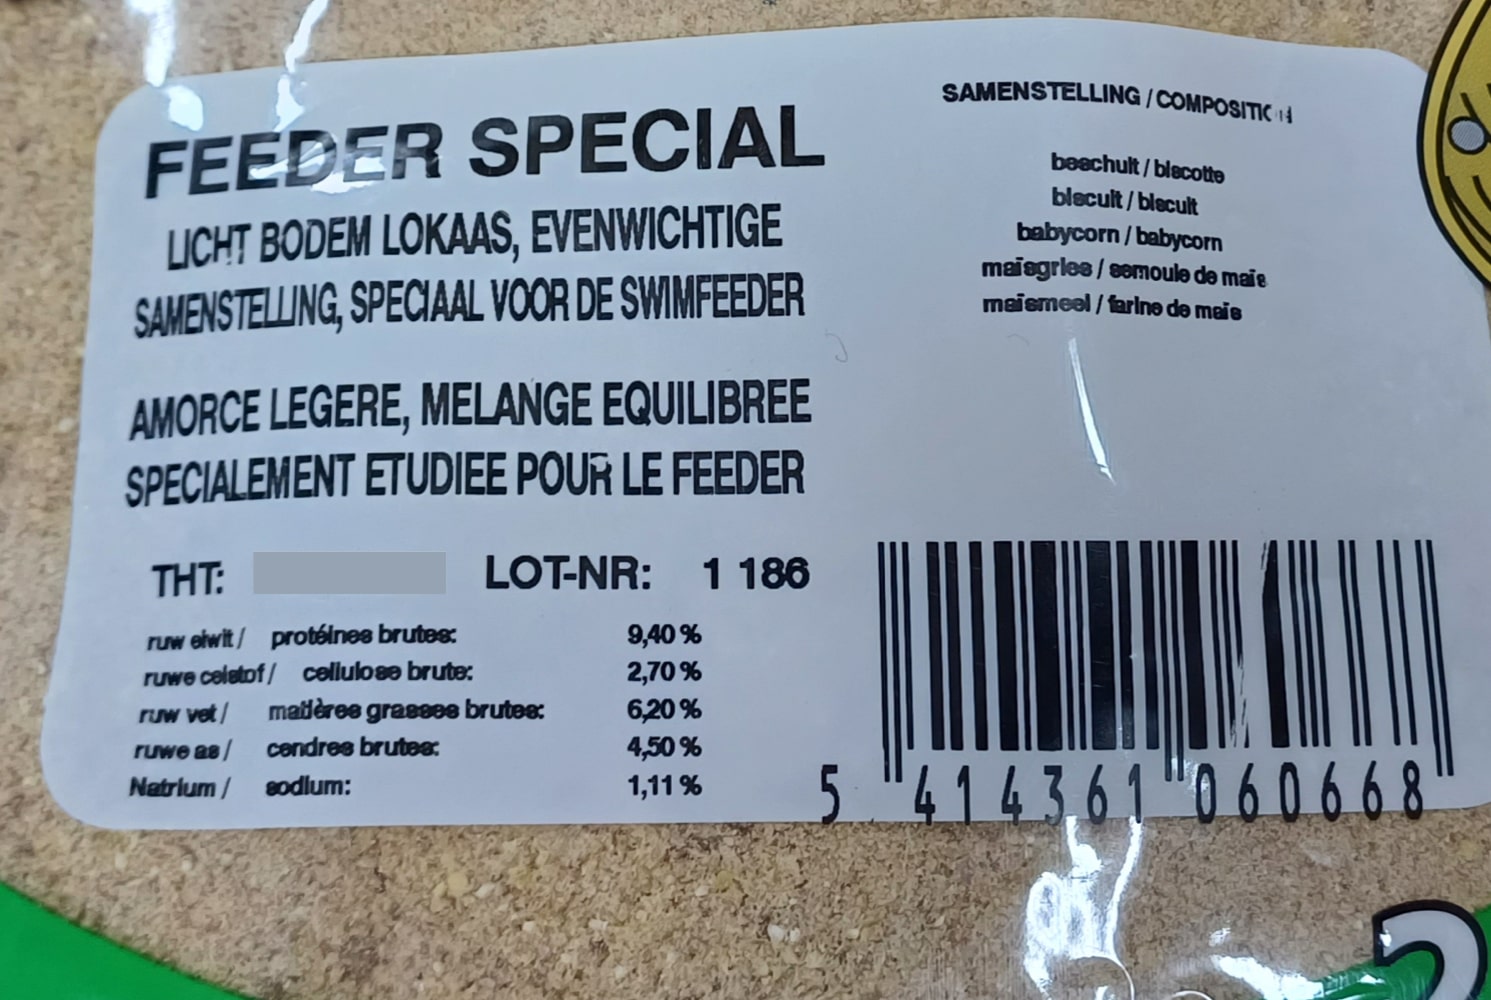 FEEDER SPECIAL
LICHT BODEM LOKAAS, EVENWICHTIGE
SAMENSTELLING, SPECIAAL VOOR DE SWIMFEEDER
AMORCE LEGERE, MELANGE EQUILIBREE
SPECIALEMENT ETUDIEE POUR LE FEEDER
THT: LOT-NR: 1 186
ruw eiwit / protéines brutes: 9,40 %
ruwe celstof / cellulose brute: 2,70 %
ruw vet / matières grasses brutes: 6,20 %
ruwe as / cendres brutes: 4,50 %
Natrium / sodium: 1,11 %
SAMENSTELLING / COMPOSITION
beschuit / biscotte
biscuit / biscuit
babycorn / babycorn
maïsgries / semoule de maïs
maïsmeel / farine de maïs
5 414361 060668
2